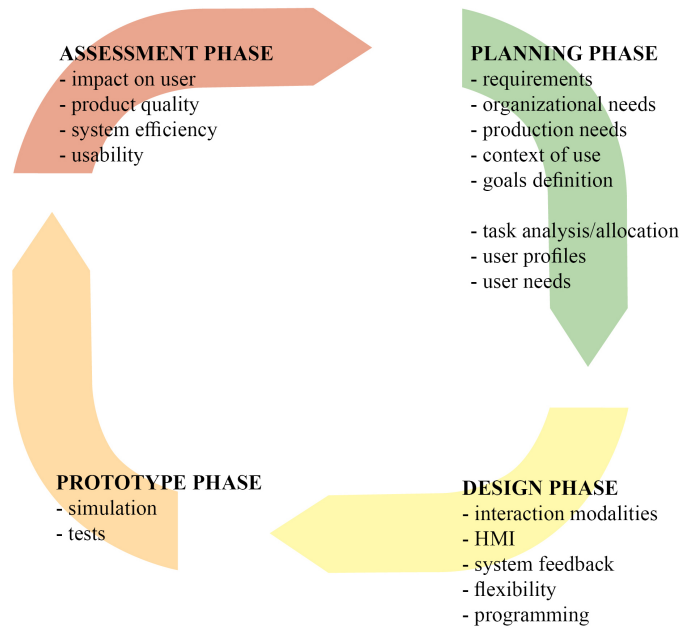 ASSESSMENT PHASE
- impact on user
- product quality
- system efficiency
- usability
PLANNING PHASE
- requirements
- organizational needs
- production needs
- context of use
- goals definition
- task analysis/allocation
- user profiles
- user needs
PROTOTYPE PHASE
- simulation
- tests
DESIGN PHASE
- interaction modalities
- HMI
- system feedback
- flexibility
- programming